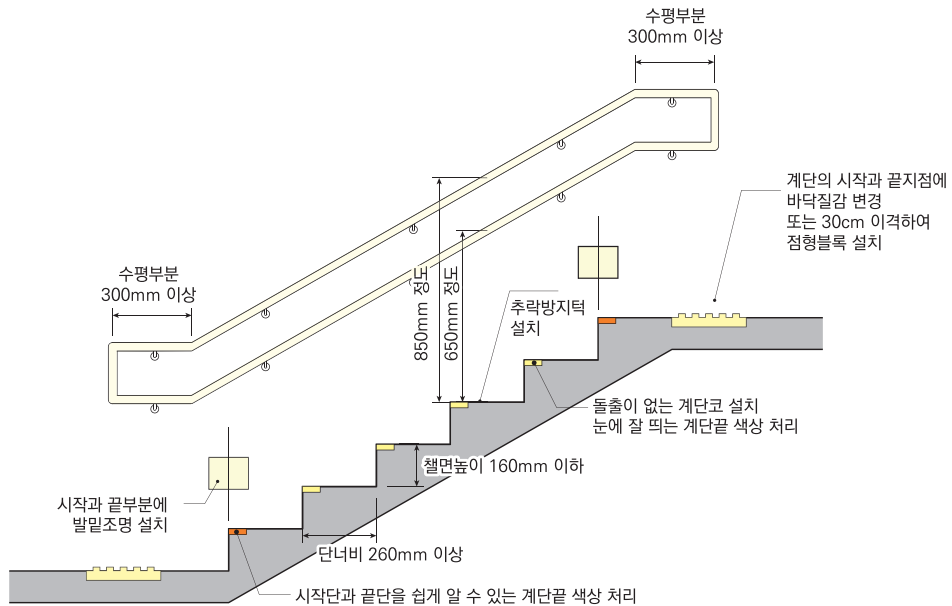 수평부분
300mm 이상
계단의 시작과 끝지점에
바닥질감 변경
또는 30cm 이격하여
점형블록 설치
수평부분
300mm 이상
850mm 정도
650mm 정도
추락방지턱
설치
돌출이 없는 계단코 설치
눈에 잘 띄는 계단끝 색상 처리
챌면높이 160mm 이하
시작과 끝부분에
발밑조명 설치
단너비 260mm 이상
시작단과 끝단을 쉽게 알 수 있는 계단끝 색상 처리